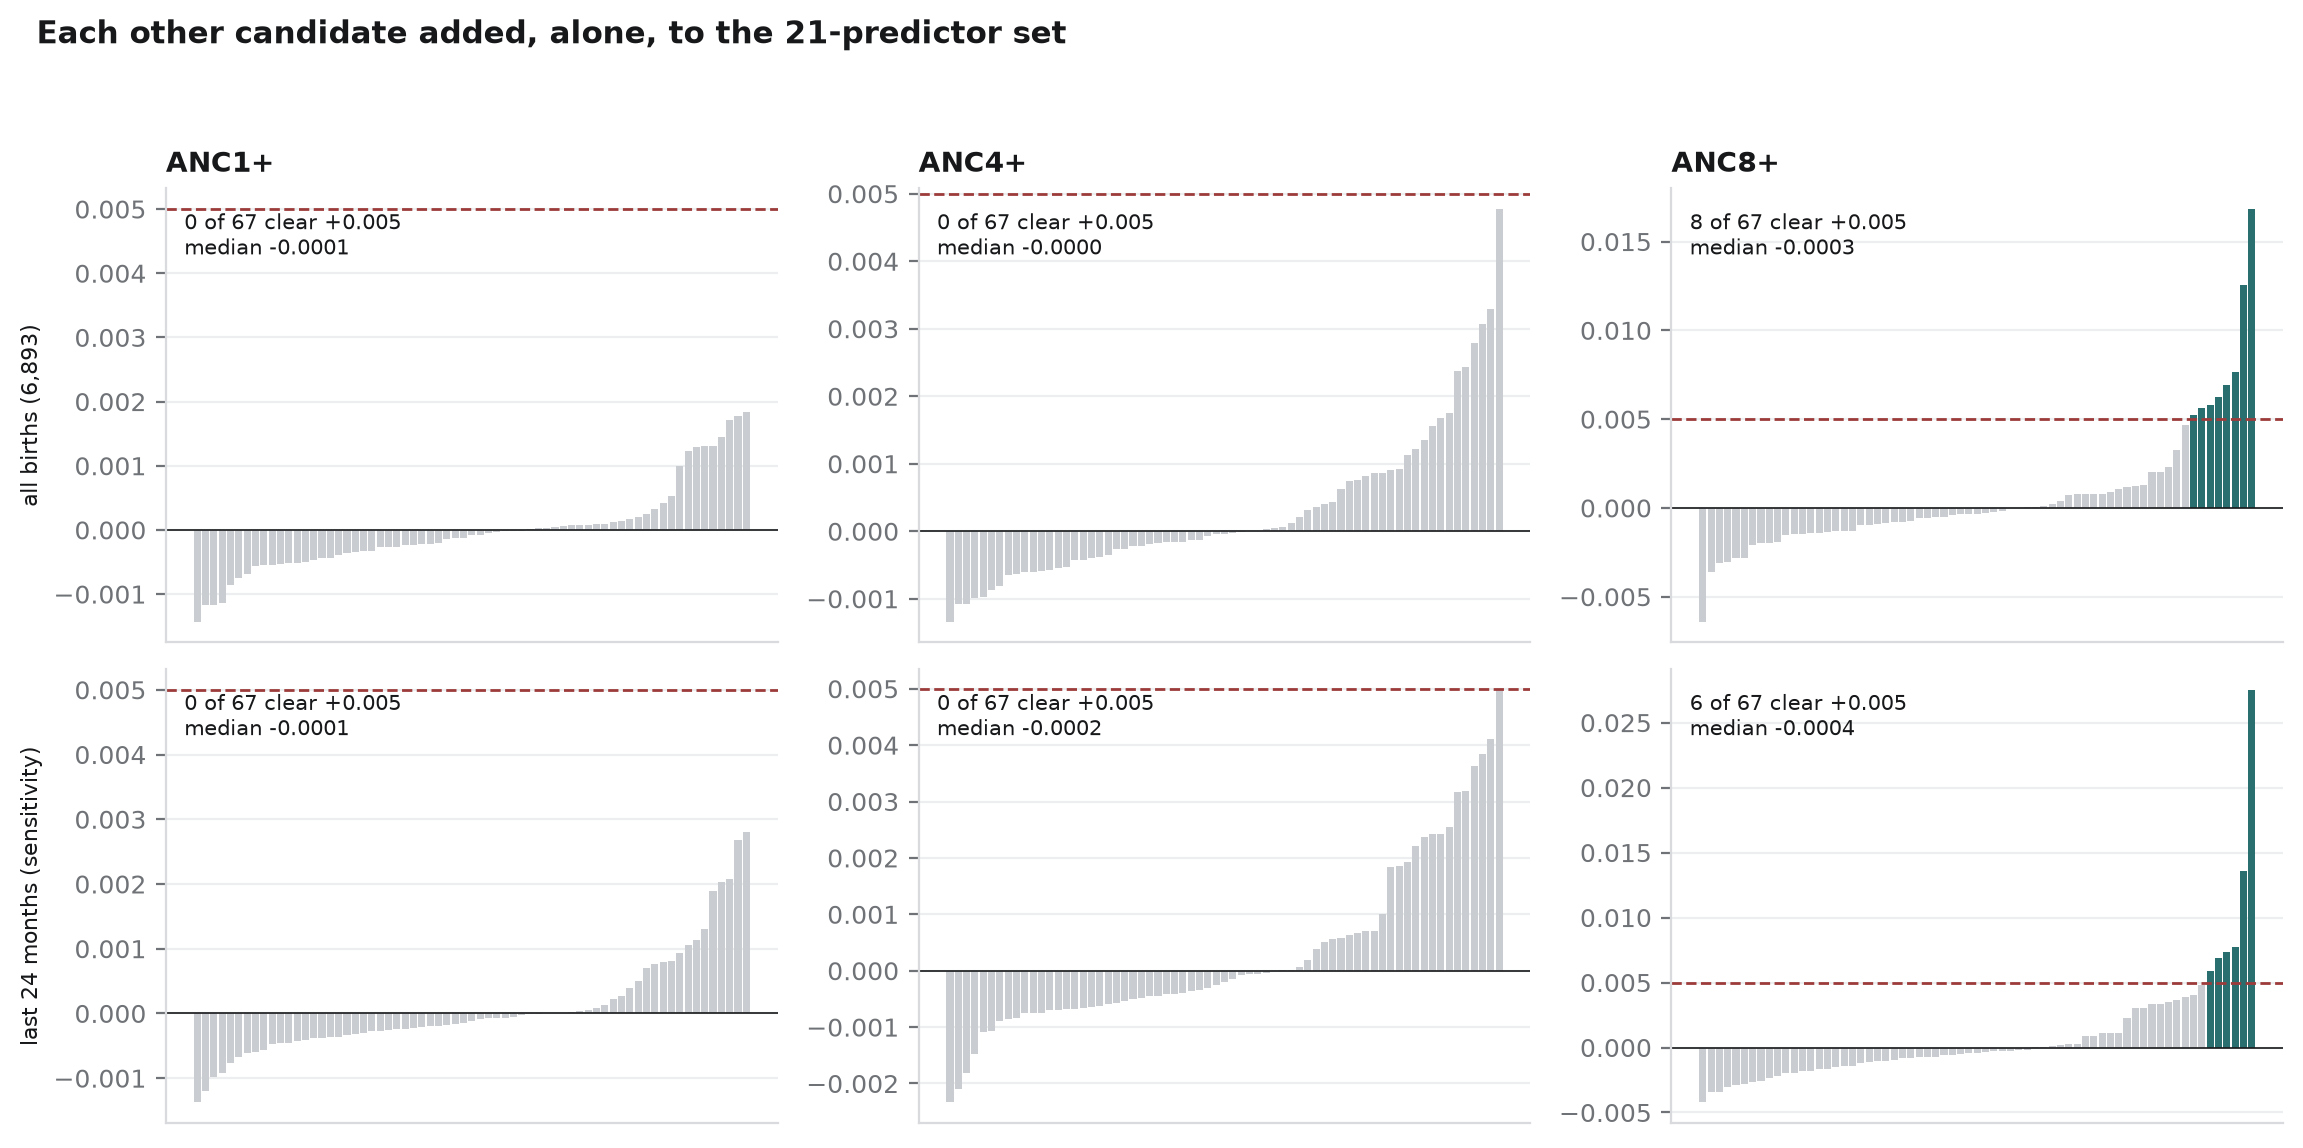 Each other candidate added, alone, to the 21-predictor set
ANC1+
ANC4+
ANC8+
all births (6,893)
0.005
0.004
0.003
0.002
0.001
0.000
−0.001
0 of 67 clear +0.005
median -0.0001
0.005
0.004
0.003
0.002
0.001
0.000
−0.001
0 of 67 clear +0.005
median -0.0000
0.015
0.010
0.005
0.000
−0.005
8 of 67 clear +0.005
median -0.0003
last 24 months (sensitivity)
0.005
0.004
0.003
0.002
0.001
0.000
−0.001
0 of 67 clear +0.005
median -0.0001
0.005
0.004
0.003
0.002
0.001
0.000
−0.001
−0.002
0 of 67 clear +0.005
median -0.0002
0.025
0.020
0.015
0.010
0.005
0.000
−0.005
6 of 67 clear +0.005
median -0.0004